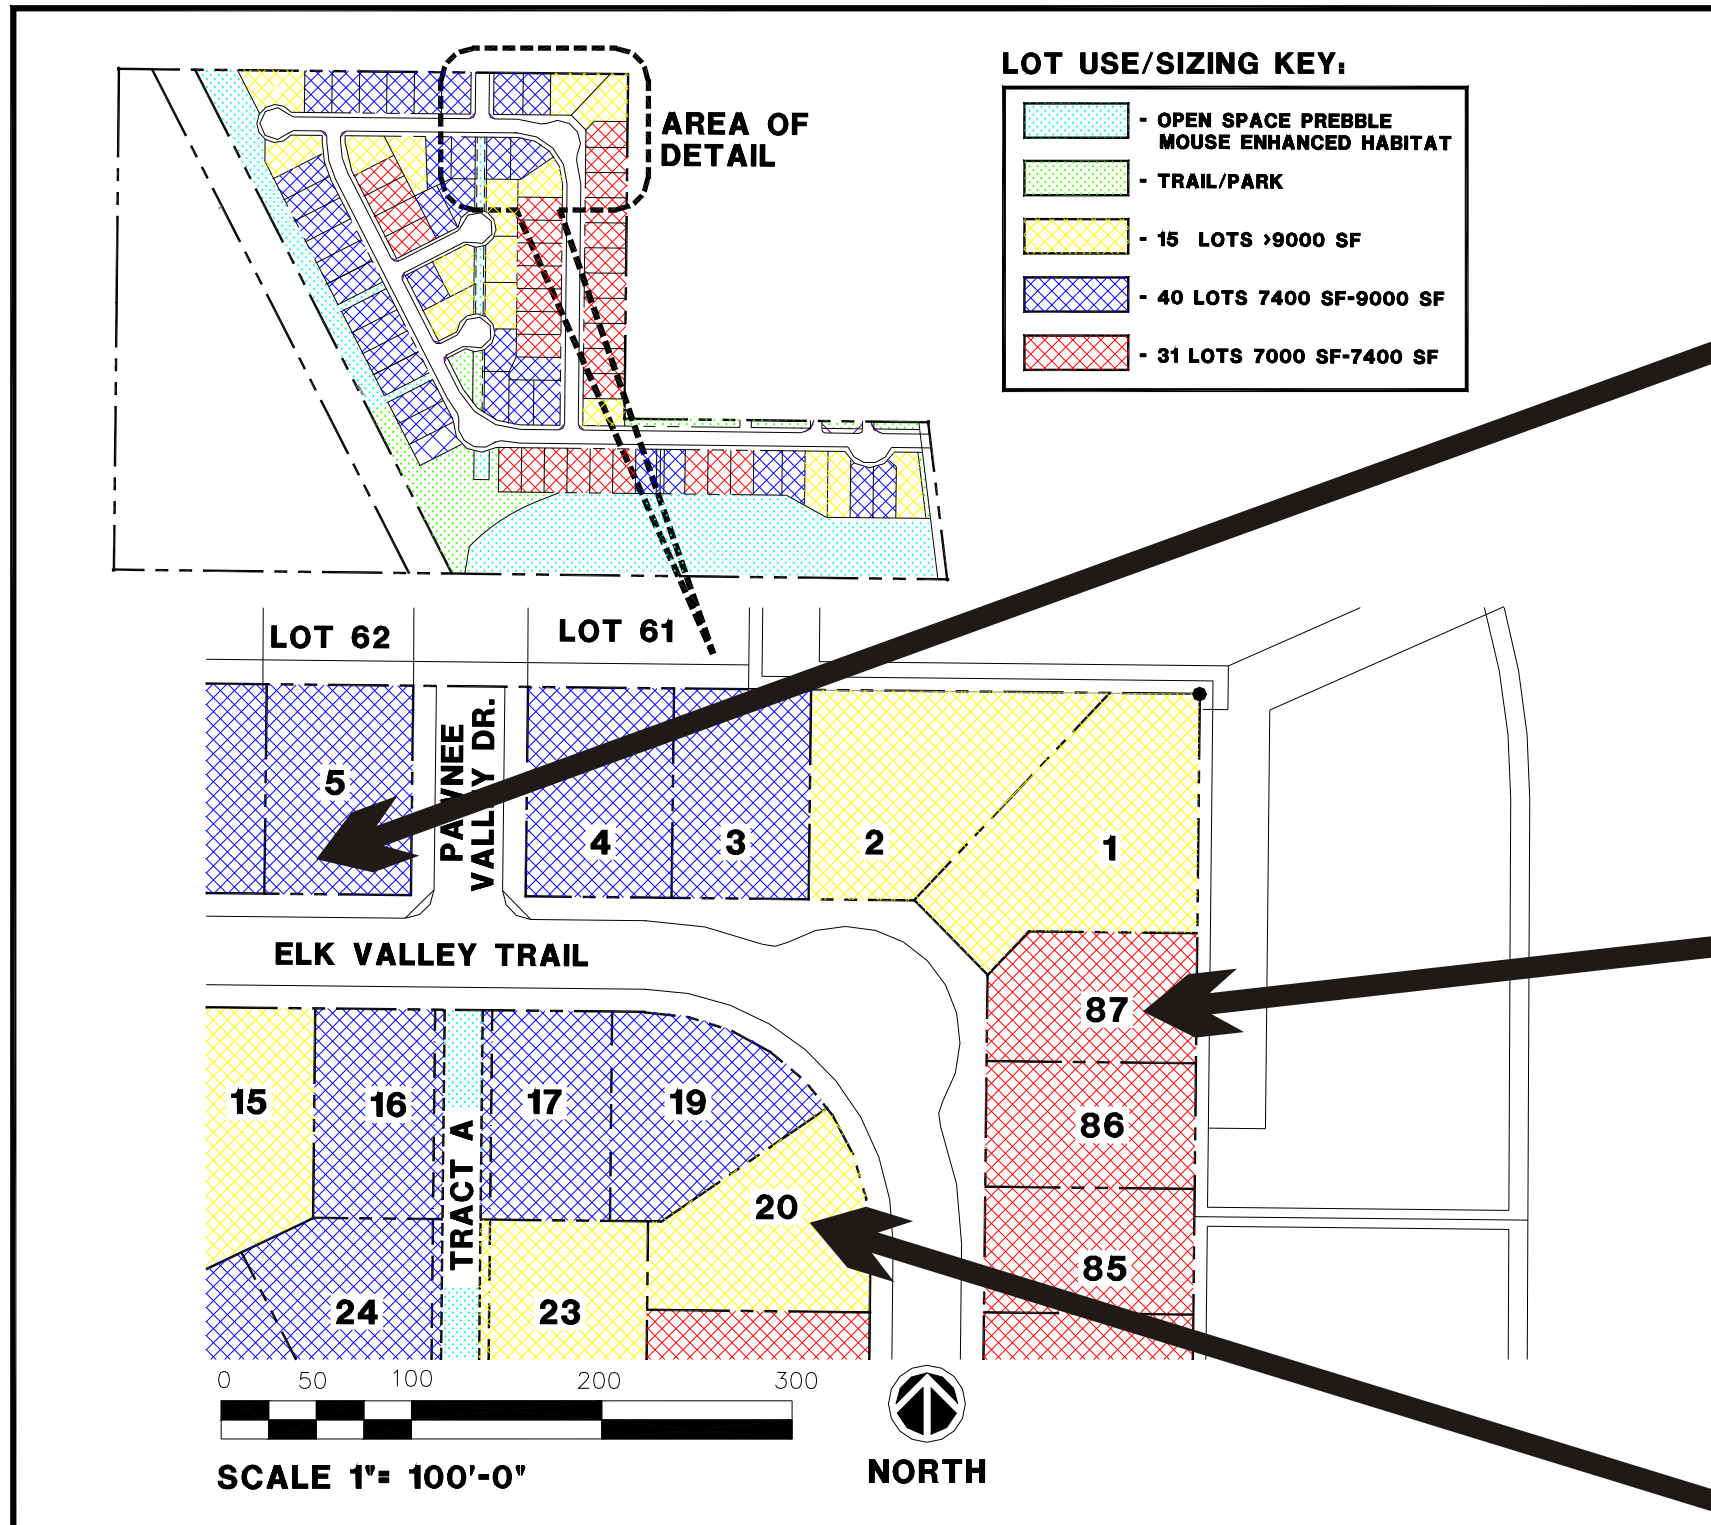 LOT USE/SIZING KEY:
- OPEN SPACE PREBBLE
MOUSE ENHANCED HABITAT
- TRAIL/PARK
- 15 LOTS >9000 SF
- 40 LOTS 7400 SF-9000 SF
- 31 LOTS 7000 SF-7400 SF
AREA OF
DETAIL
LOT 62
LOT 61
PAWNEE
VALLY DR.
5
4
3
2
1
ELK VALLEY TRAIL
87
15
16
17
19
86
TRACT A
20
85
24
23
0 50 100 200 300
SCALE 1"= 100'-0"
NORTH